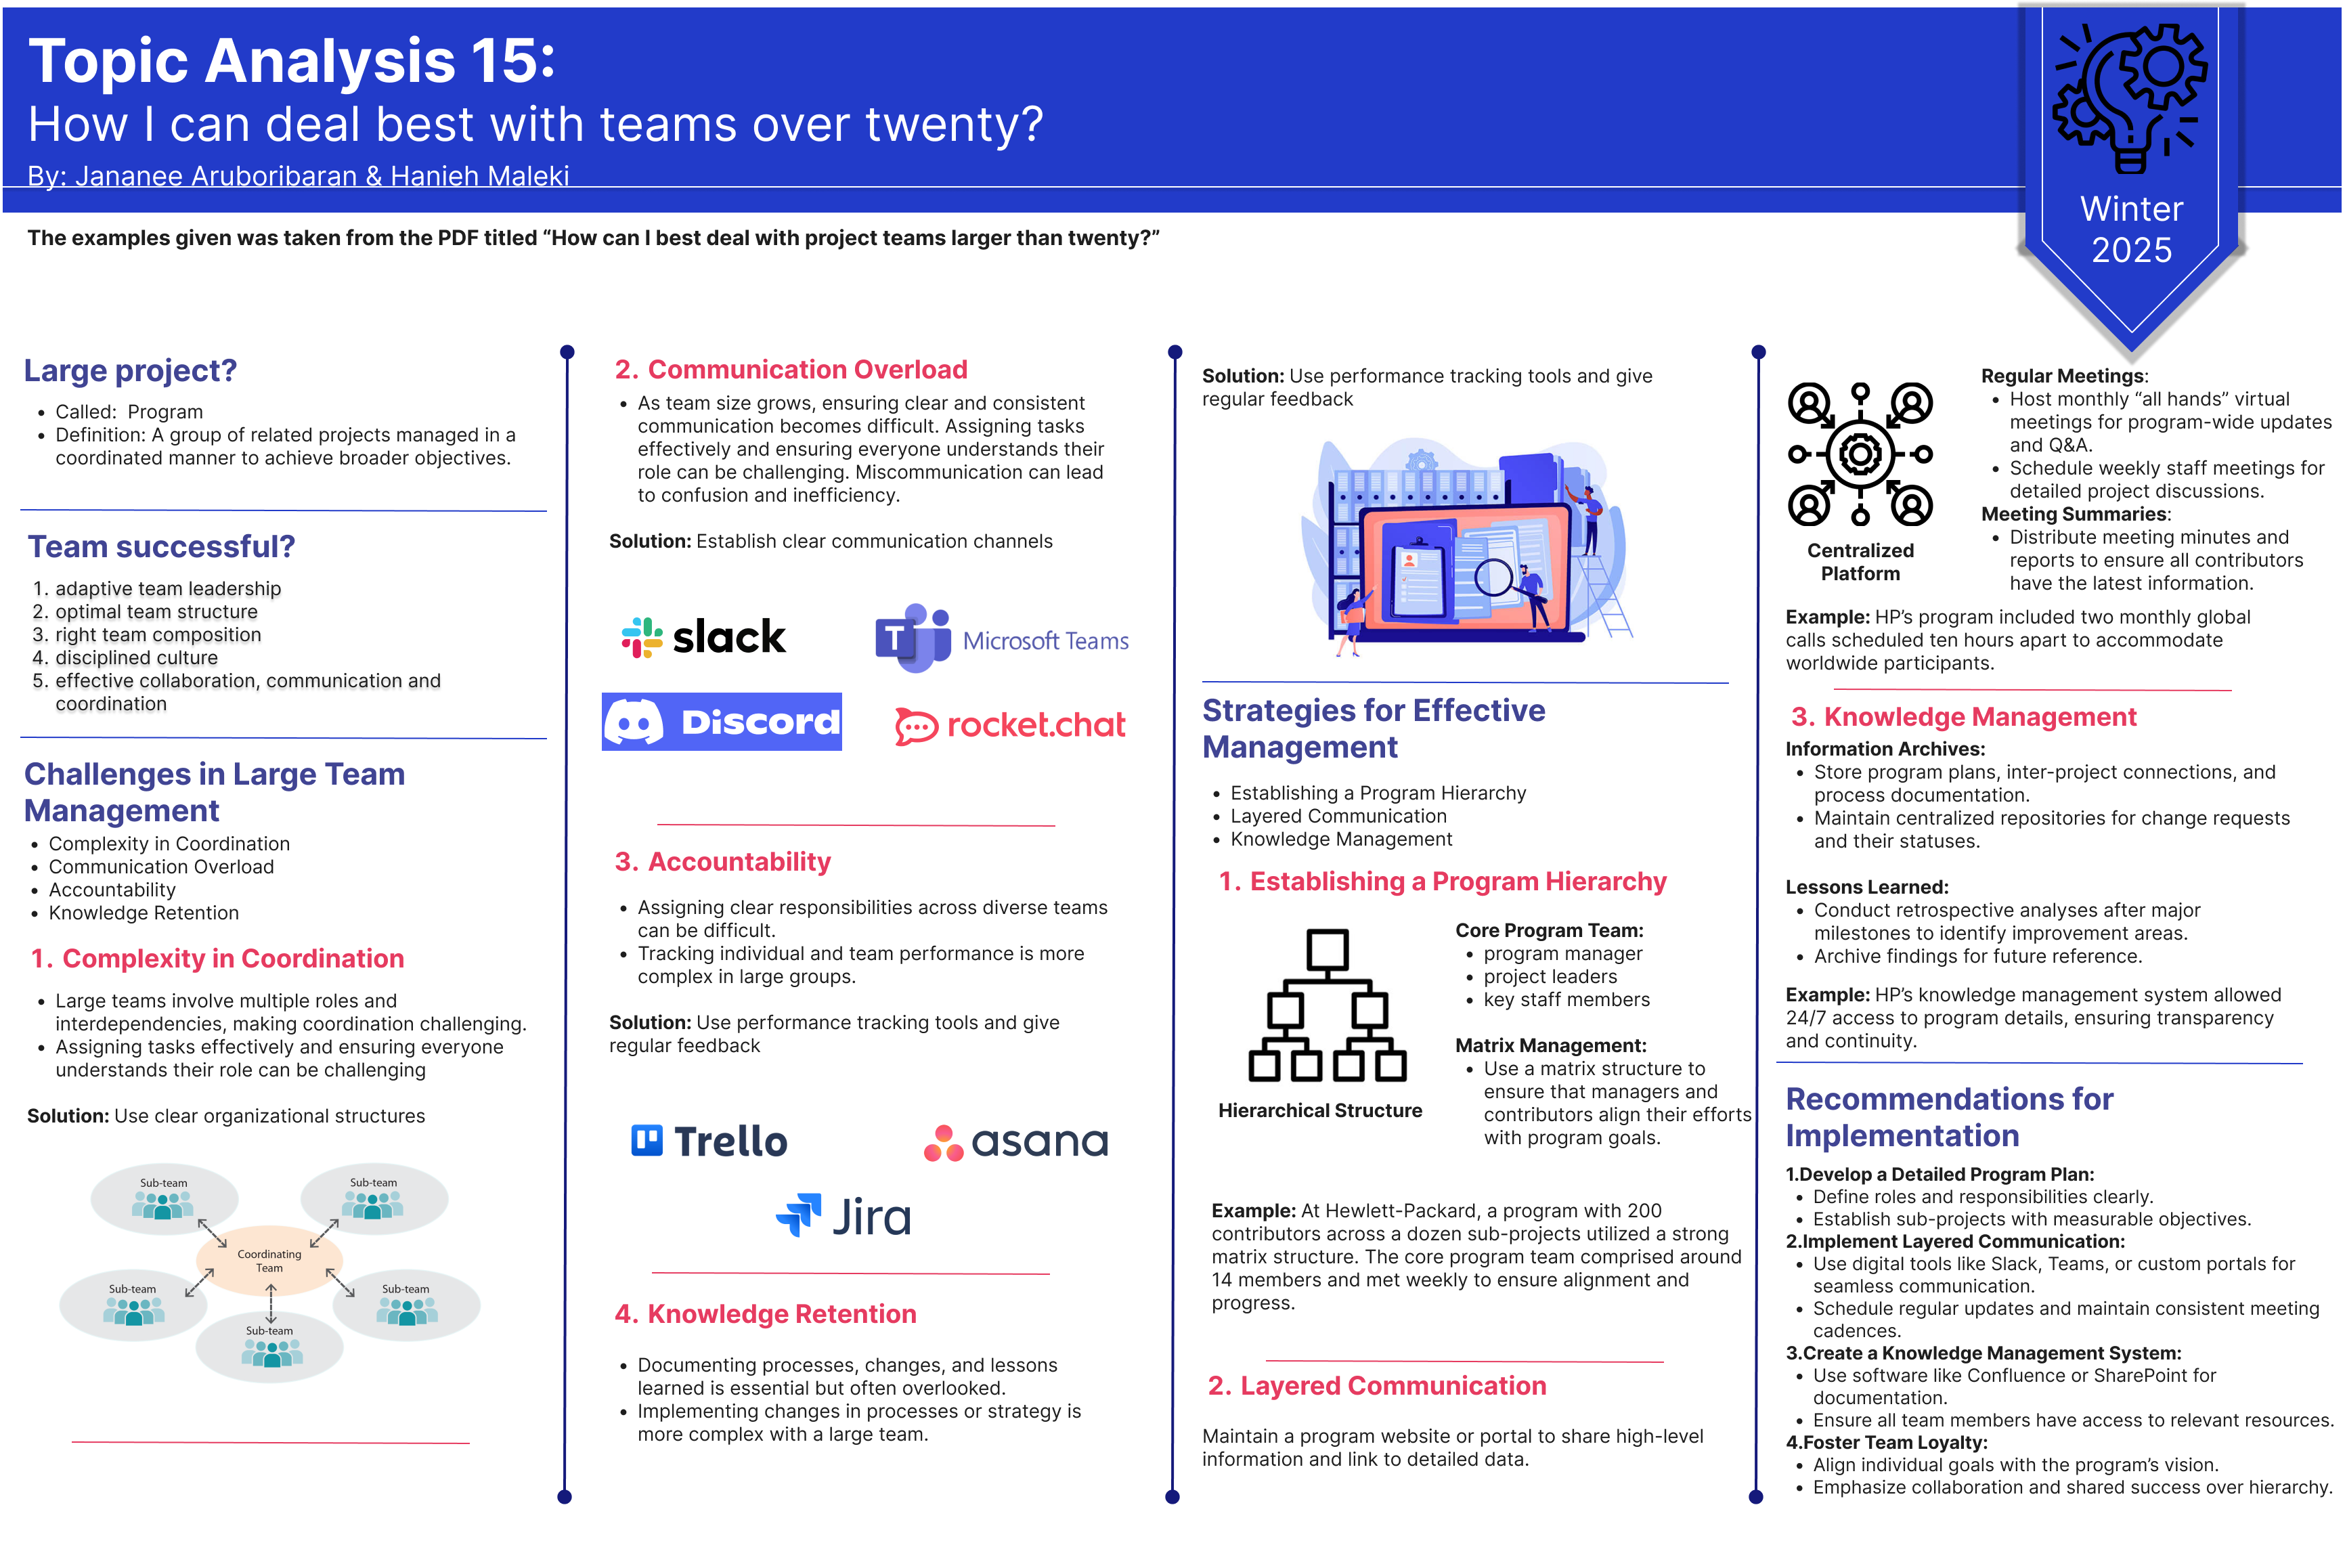 Topic Analysis 15:
How I can deal best with teams over twenty?
By: Jananee Aruboribaran & Hanieh Maleki
Winter
2025
The examples given was taken from the PDF titled “How can I best deal with project teams larger than twenty?”
Large project?
• Called:  Program
• Definition: A group of related projects managed in a
coordinated manner to achieve broader objectives.
Team successful?
1. adaptive team leadership
2. optimal team structure
3. right team composition
4. disciplined culture
5. effective collaboration, communication and
coordination
Challenges in Large Team
Management
• Complexity in Coordination
• Communication Overload
• Accountability
• Knowledge Retention
1. Complexity in Coordination
• Large teams involve multiple roles and
interdependencies, making coordination challenging.
• Assigning tasks effectively and ensuring everyone
understands their role can be challenging
Solution: Use clear organizational structures
Sub-team
Sub-team
Coordinating
Team
Sub-team
Sub-team
Sub-team
2. Communication Overload
• As team size grows, ensuring clear and consistent
communication becomes difficult. Assigning tasks
effectively and ensuring everyone understands their
role can be challenging. Miscommunication can lead
to confusion and inefficiency.
Solution: Establish clear communication channels
slack
T Microsoft Teams
Discord
rocket.chat
3. Accountability
• Assigning clear responsibilities across diverse teams
can be difficult.
• Tracking individual and team performance is more
complex in large groups.
Solution: Use performance tracking tools and give
regular feedback
Trello
asana
Jira
4. Knowledge Retention
• Documenting processes, changes, and lessons
learned is essential but often overlooked.
• Implementing changes in processes or strategy is
more complex with a large team.
Solution: Use performance tracking tools and give
regular feedback
Strategies for Effective
Management
• Establishing a Program Hierarchy
• Layered Communication
• Knowledge Management
1. Establishing a Program Hierarchy
Hierarchical Structure
Core Program Team:
• program manager
• project leaders
• key staff members
Matrix Management:
• Use a matrix structure to
ensure that managers and
contributors align their efforts
with program goals.
Example: At Hewlett-Packard, a program with 200
contributors across a dozen sub-projects utilized a strong
matrix structure. The core program team comprised around
14 members and met weekly to ensure alignment and
progress.
2. Layered Communication
Maintain a program website or portal to share high-level
information and link to detailed data.
Centralized
Platform
Regular Meetings:
• Host monthly “all hands” virtual
meetings for program-wide updates
and Q&A.
• Schedule weekly staff meetings for
detailed project discussions.
Meeting Summaries:
• Distribute meeting minutes and
reports to ensure all contributors
have the latest information.
Example: HP’s program included two monthly global
calls scheduled ten hours apart to accommodate
worldwide participants.
3. Knowledge Management
Information Archives:
• Store program plans, inter-project connections, and
process documentation.
• Maintain centralized repositories for change requests
and their statuses.
Lessons Learned:
• Conduct retrospective analyses after major
milestones to identify improvement areas.
• Archive findings for future reference.
Example: HP’s knowledge management system allowed
24/7 access to program details, ensuring transparency
and continuity.
Recommendations for
Implementation
1.Develop a Detailed Program Plan:
• Define roles and responsibilities clearly.
• Establish sub-projects with measurable objectives.
2.Implement Layered Communication:
• Use digital tools like Slack, Teams, or custom portals for
seamless communication.
• Schedule regular updates and maintain consistent meeting
cadences.
3.Create a Knowledge Management System:
• Use software like Confluence or SharePoint for
documentation.
• Ensure all team members have access to relevant resources.
4.Foster Team Loyalty:
• Align individual goals with the program’s vision.
• Emphasize collaboration and shared success over hierarchy.